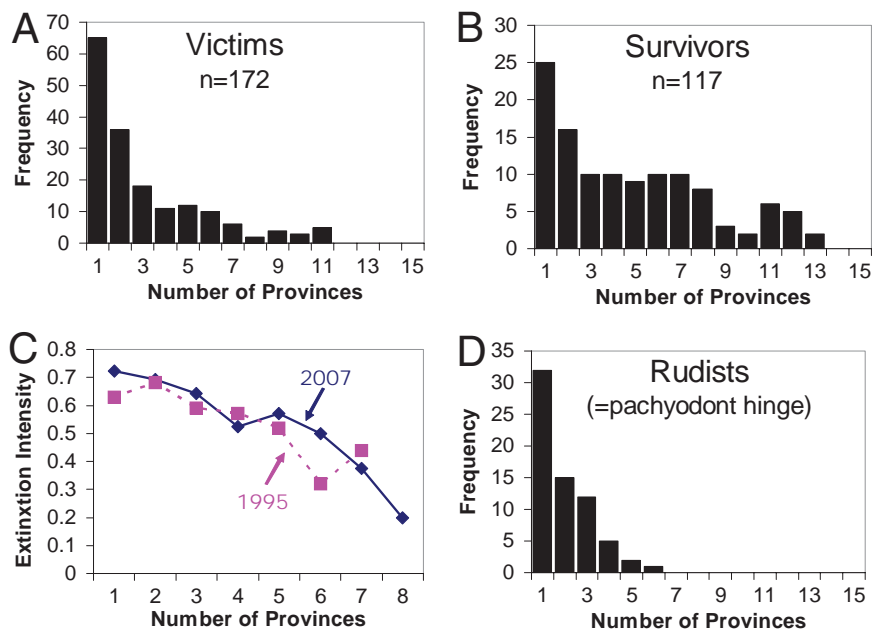 A
Victims
n=172
Frequency
70
60
50
40
30
20
10
0
1 3 5 7 9 11 13 15
Number of Provinces
B
Survivors
n=117
Frequency
30
25
20
15
10
5
0
1 3 5 7 9 11 13 15
Number of Provinces
C
Extinxtion Intensity
0.8
0.7
0.6
0.5
0.4
0.3
0.2
0.1
0
2007
1995
1 2 3 4 5 6 7 8
Number of Provinces
D
Rudists
(=pachyodont hinge)
Frequency
35
30
25
20
15
10
5
0
1 3 5 7 9 11 13 15
Number of Provinces